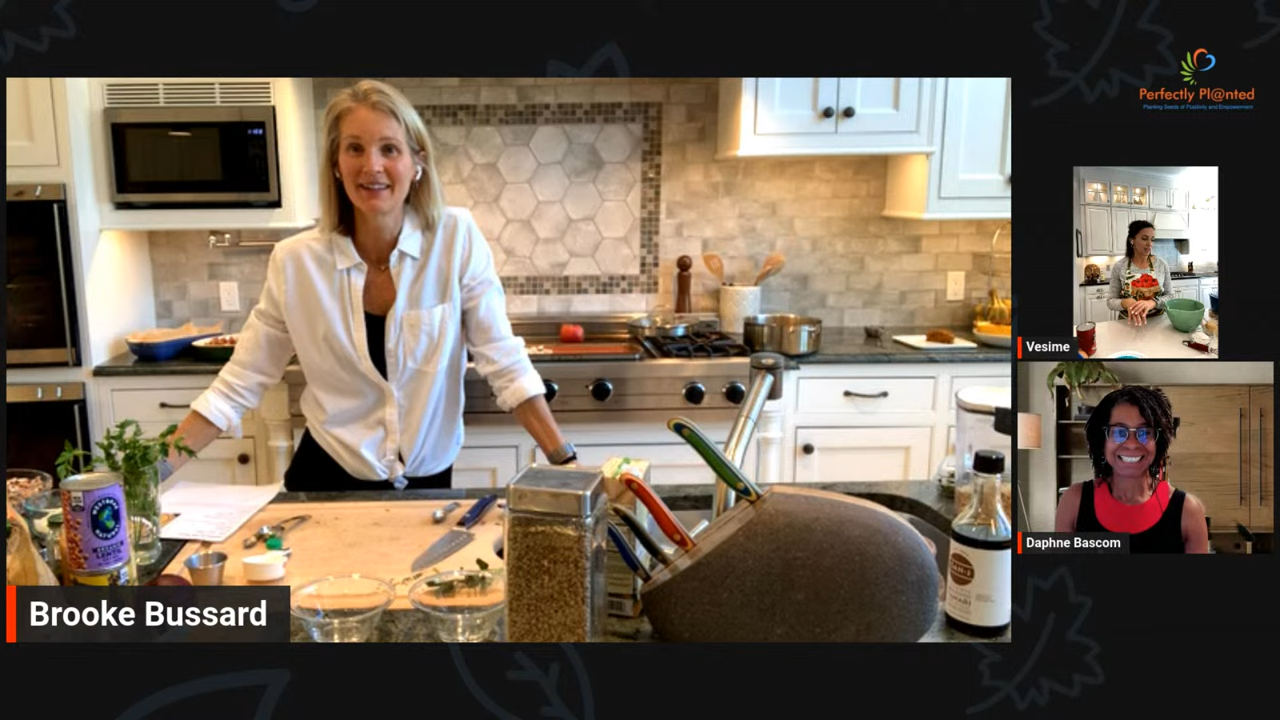 Perfectly Pl@nted
Planting Seeds of Positivity and Empowerment
Vesime
Daphne Bascom
Brooke Bussard